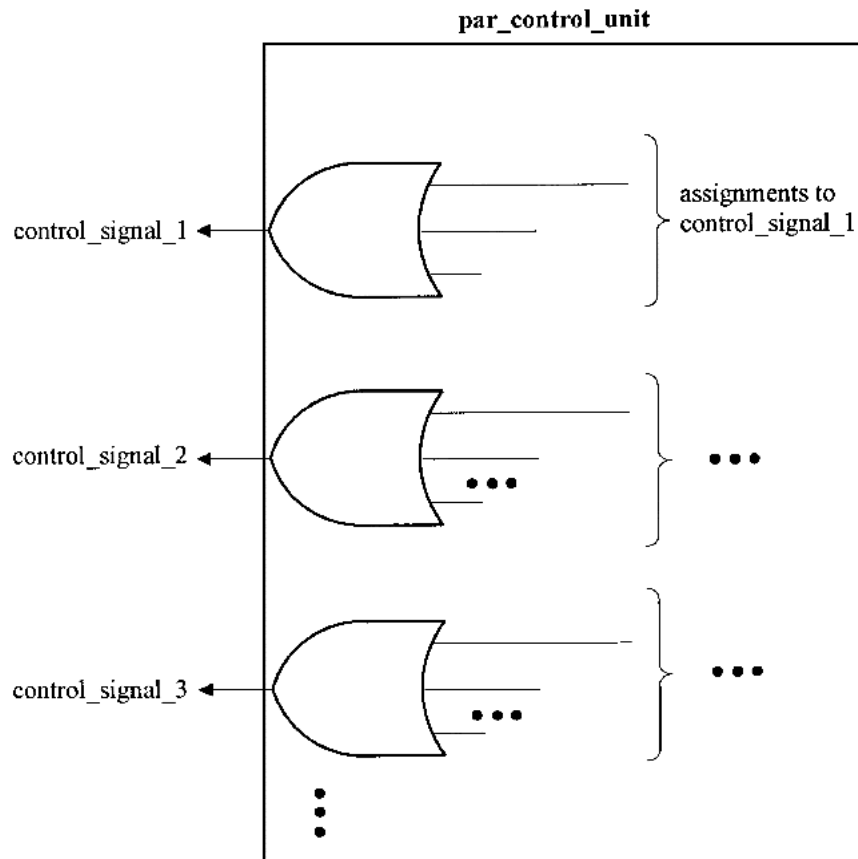 par_control_unit
control_signal_1
assignments to
control_signal_1
control_signal_2
control_signal_3